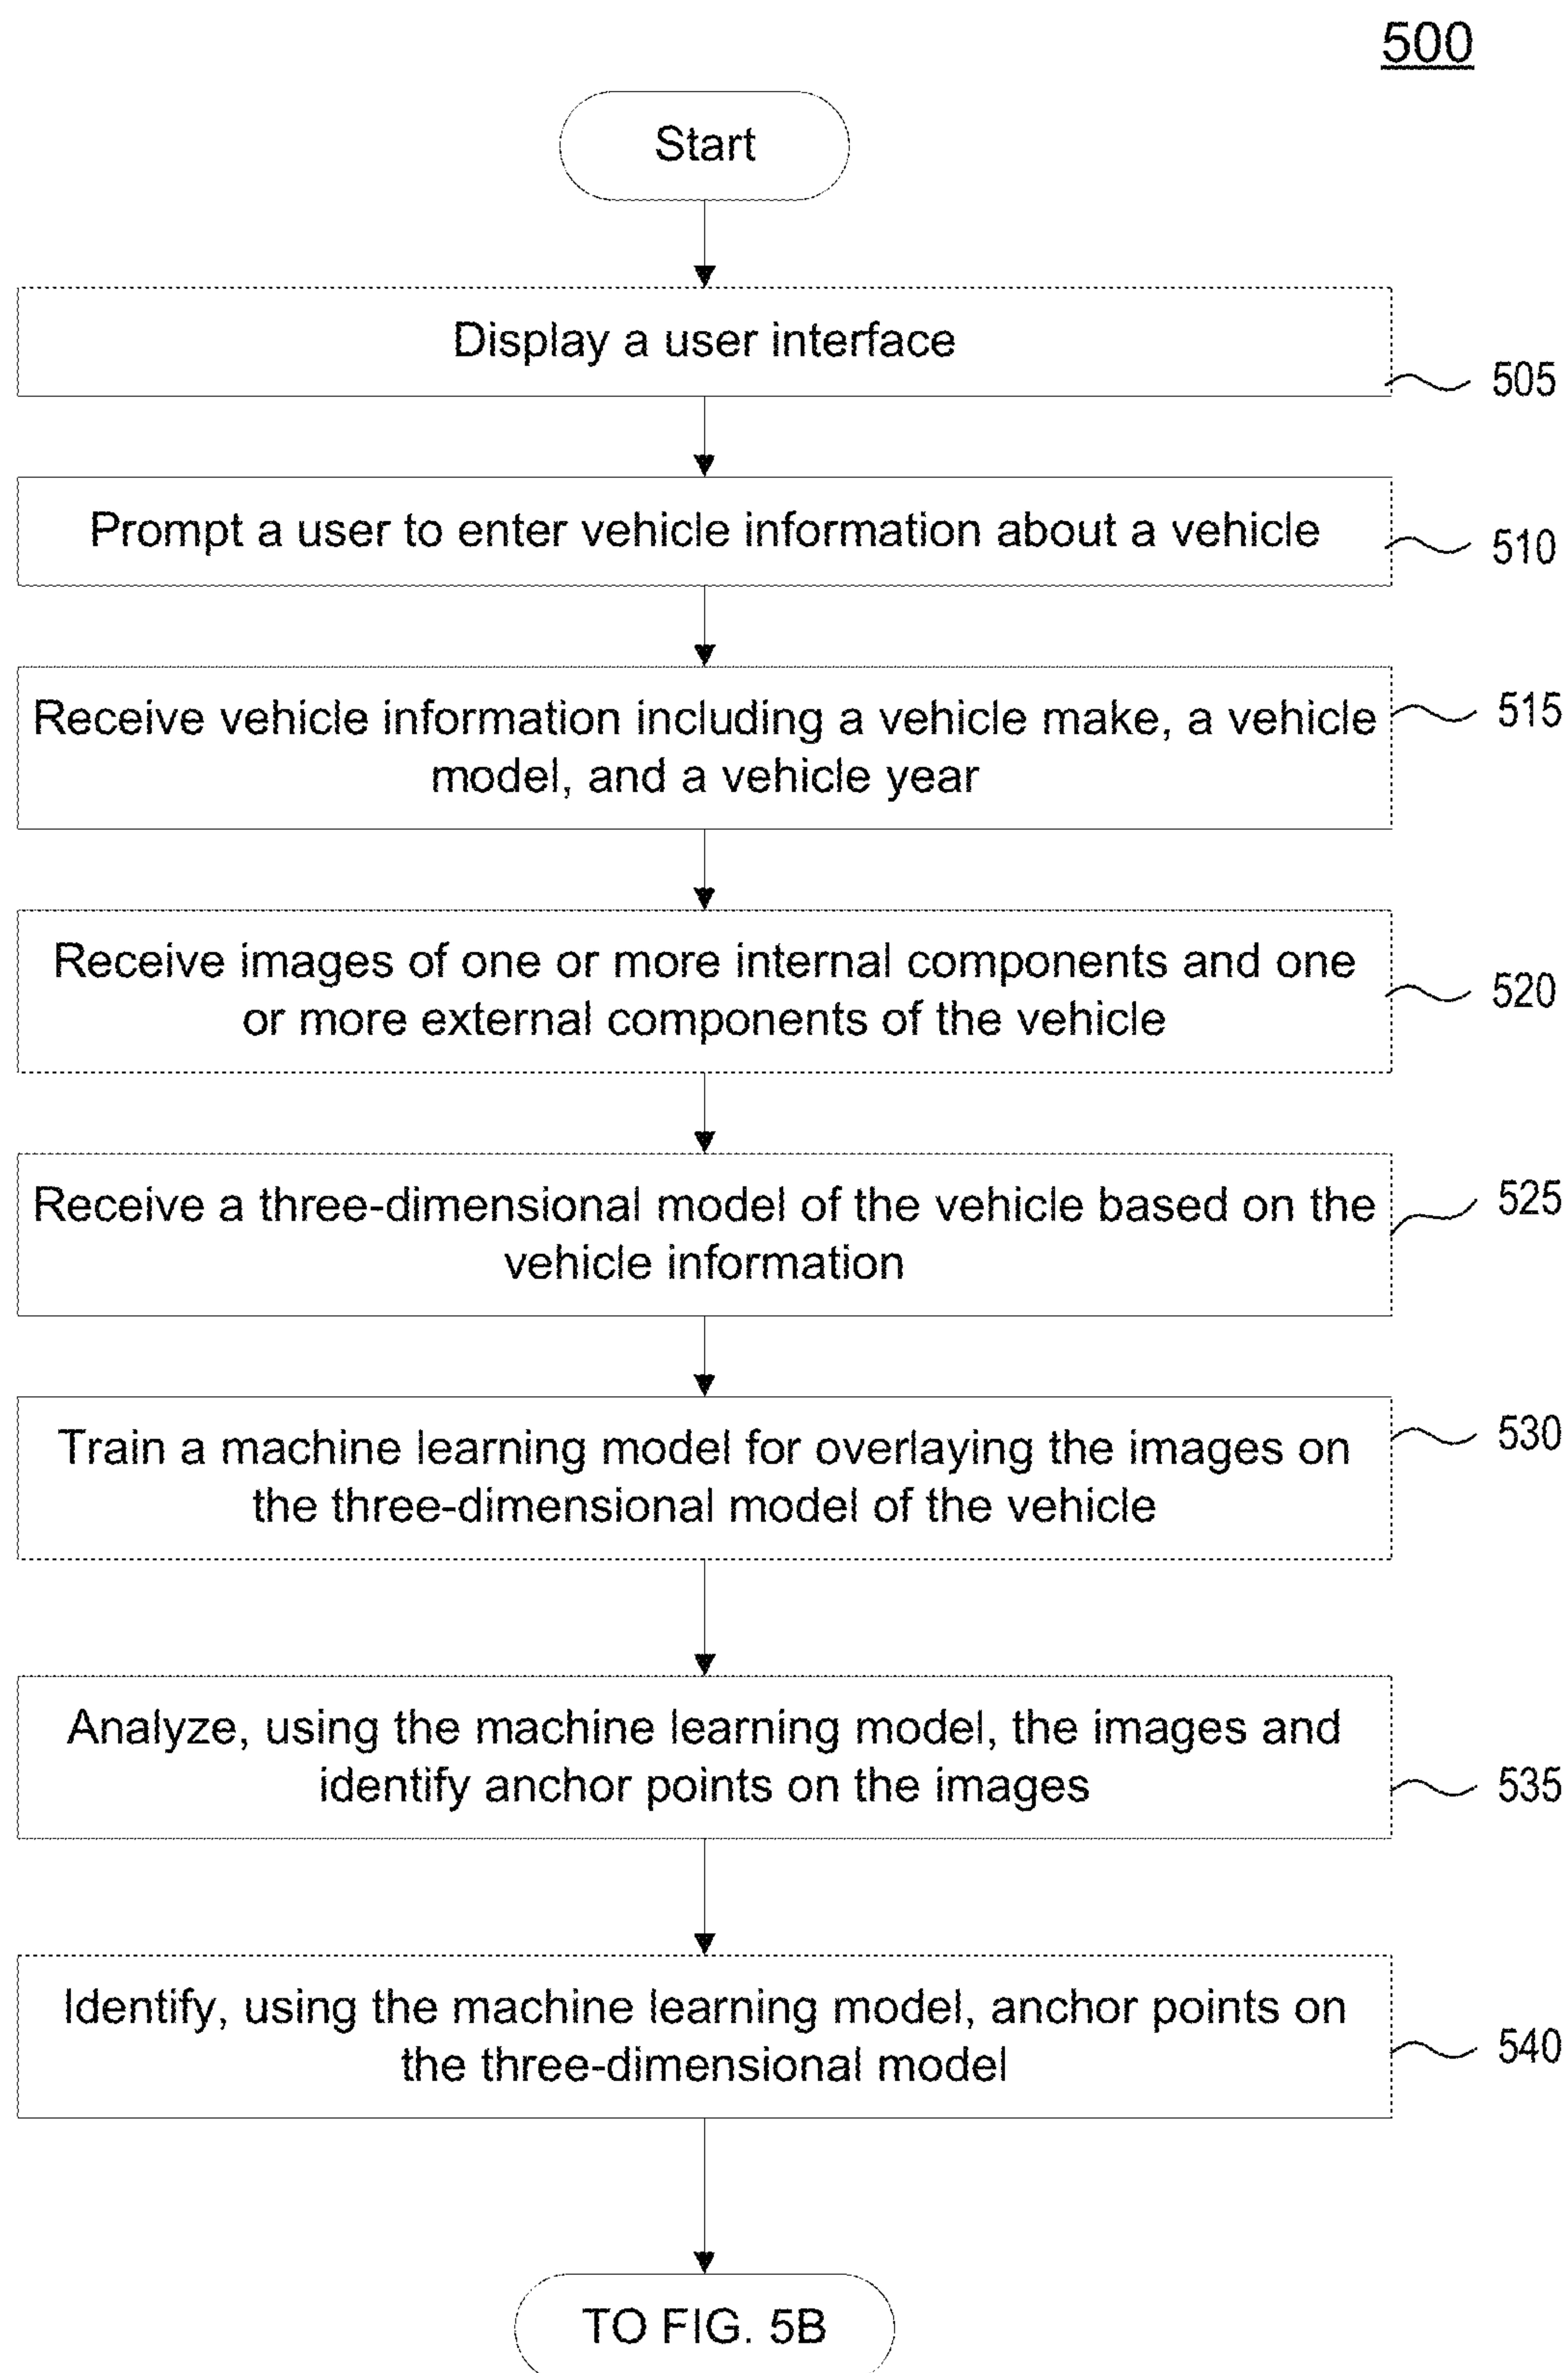 500
Start
Display a user interface
505
Prompt a user to enter vehicle information about a vehicle
510
Receive vehicle information including a vehicle make, a vehicle
model, and a vehicle year
515
Receive images of one or more internal components and one
or more external components of the vehicle
520
Receive a three-dimensional model of the vehicle based on the
vehicle information
525
Train a machine learning model for overlaying the images on
the three-dimensional model of the vehicle
530
Analyze, using the machine learning model, the images and
identify anchor points on the images
535
Identify, using the machine learning model, anchor points on
the three-dimensional model
540
TO FIG. 5B